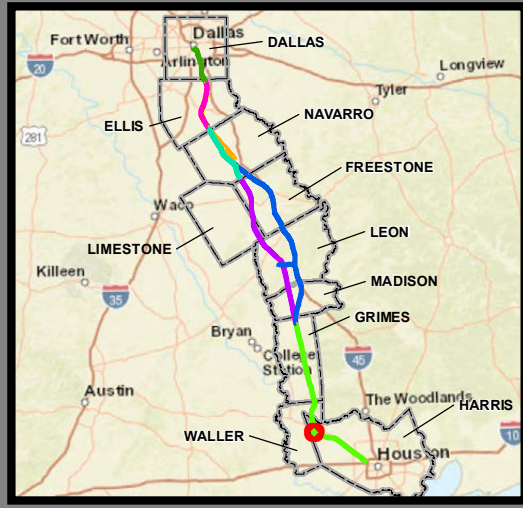 Fort Worth
Dallas
DALLAS
Arlington
Longview
20
Tyler
NAVARRO
ELLIS
281
FREESTONE
Waco
LEON
LIMESTONE
Killeen
MADISON
35
GRIMES
Bryan
College
Station
45
Austin
The Woodlands
HARRIS
WALLER
10
Houston